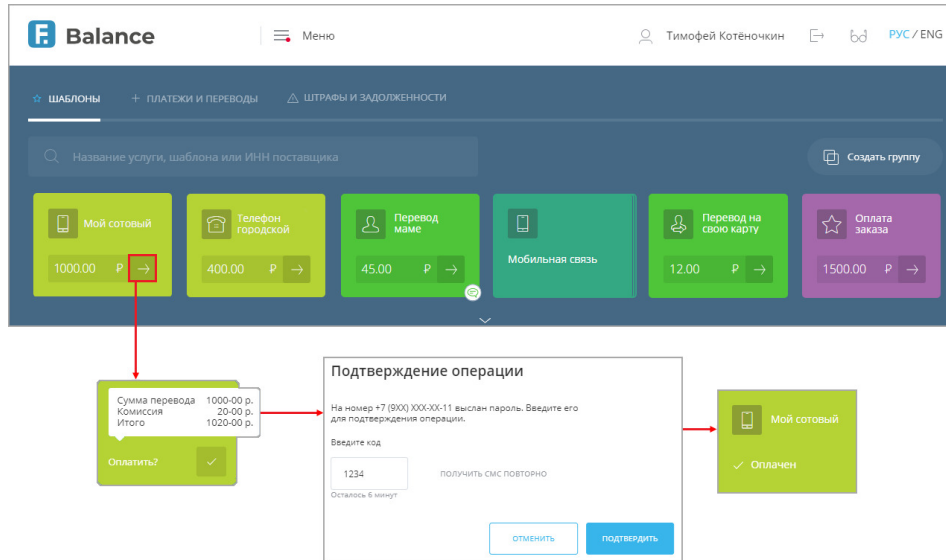 F. Balance
Меню
Тимофей Котёночкин
РУС / ENG
ШАБЛОНЫ
ПЛАТЕЖИ И ПЕРЕВОДЫ
ШТРАФЫ И ЗАДОЛЖЕННОСТИ
Название услуги, шаблона или ИНН поставщика
Создать группу
Мой сотовый
1000.00 ₽
Телефон
городской
400.00 ₽
Перевод
маме
45.00 ₽
Мобильная связь
Перевод на
свою карту
12.00 ₽
Оплата
заказа
1500.00 ₽
Сумма перевода 1000-00 р.
Комиссия 20-00 р.
Итого 1020-00 р.
Оплатить?
Подтверждение операции
На номер +7 (9XX) XXX-XX-11 выслан пароль. Введите его
для подтверждения операции.
Введите код
1234
ПОЛУЧИТЬ СМС ПОВТОРНО
Осталось 6 минут
ОТМЕНИТЬ
ПОДТВЕРДИТЬ
Мой сотовый
Оплачен